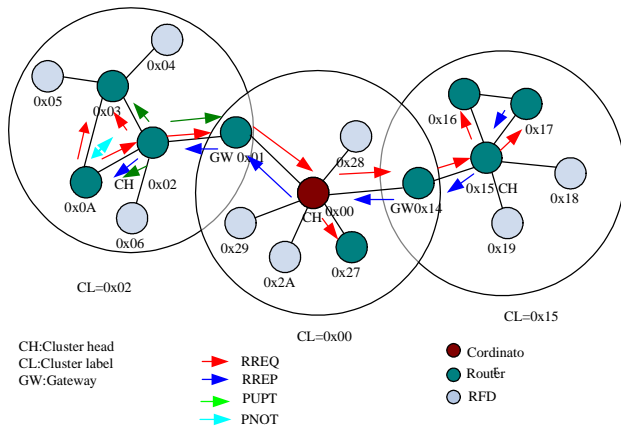 0x04
0x05
0x03
0x16
0x17
GW 0x01
0x28
0x02
CH
0x15
CH
0x0A
0x18
CH
0x00
GW0x14
0x06
0x29
0x19
0x27
0x2A
CL=0x02
CL=0x15
CL=0x00
CH:Cluster head
CL:Cluster label
GW:Gateway
RREQ
RREP
PUPT
PNOT
Cordinato
Router
RFD